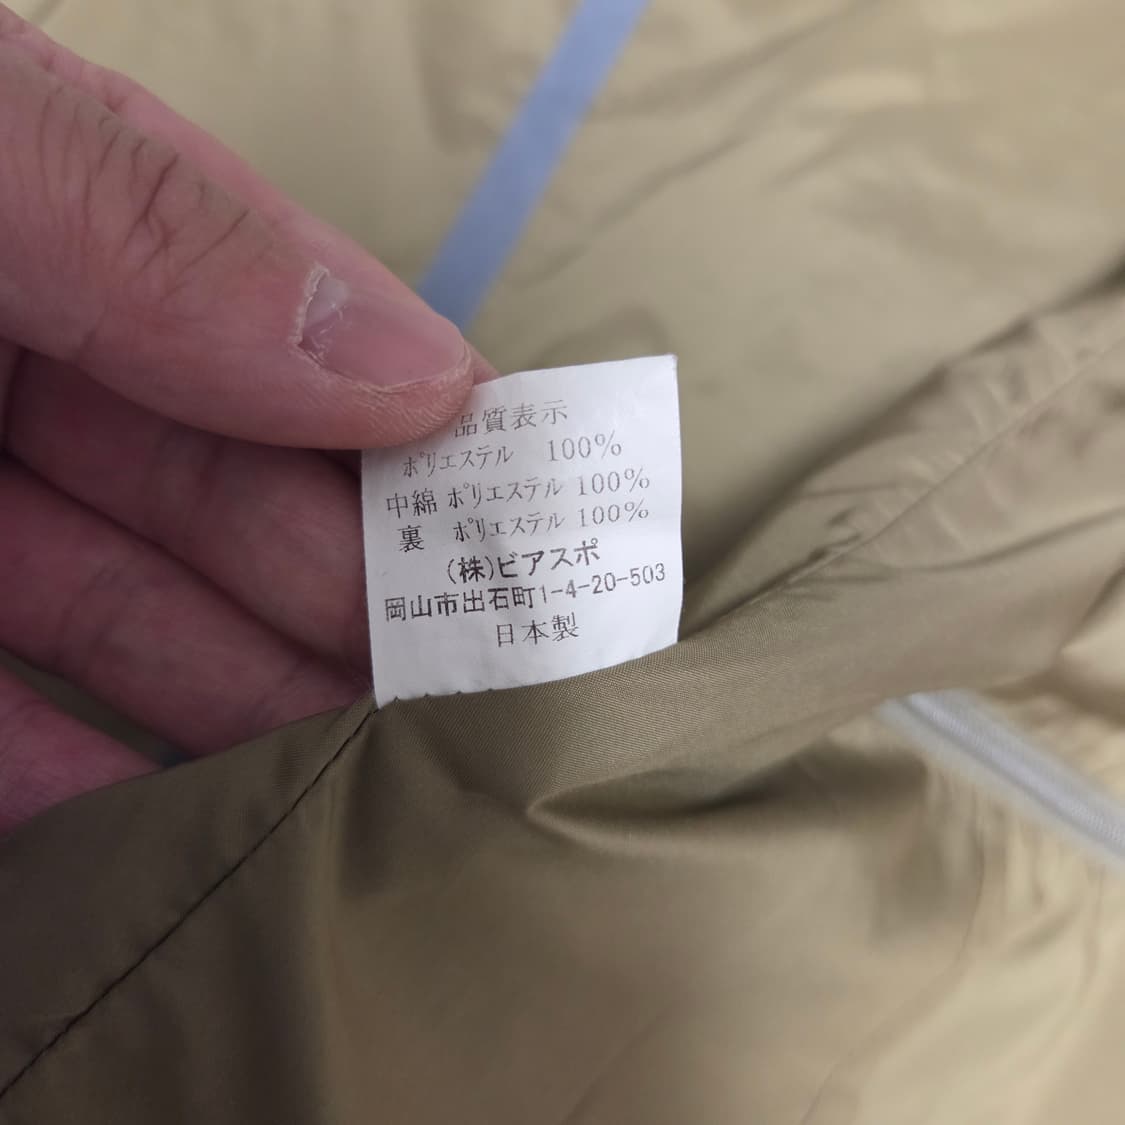 品質表示
ポリエステル 100%
中綿 ポリエステル 100%
裏 ポリエステル 100%
(株)ビアスポ
岡山市出石町1-4-20-503
日本製